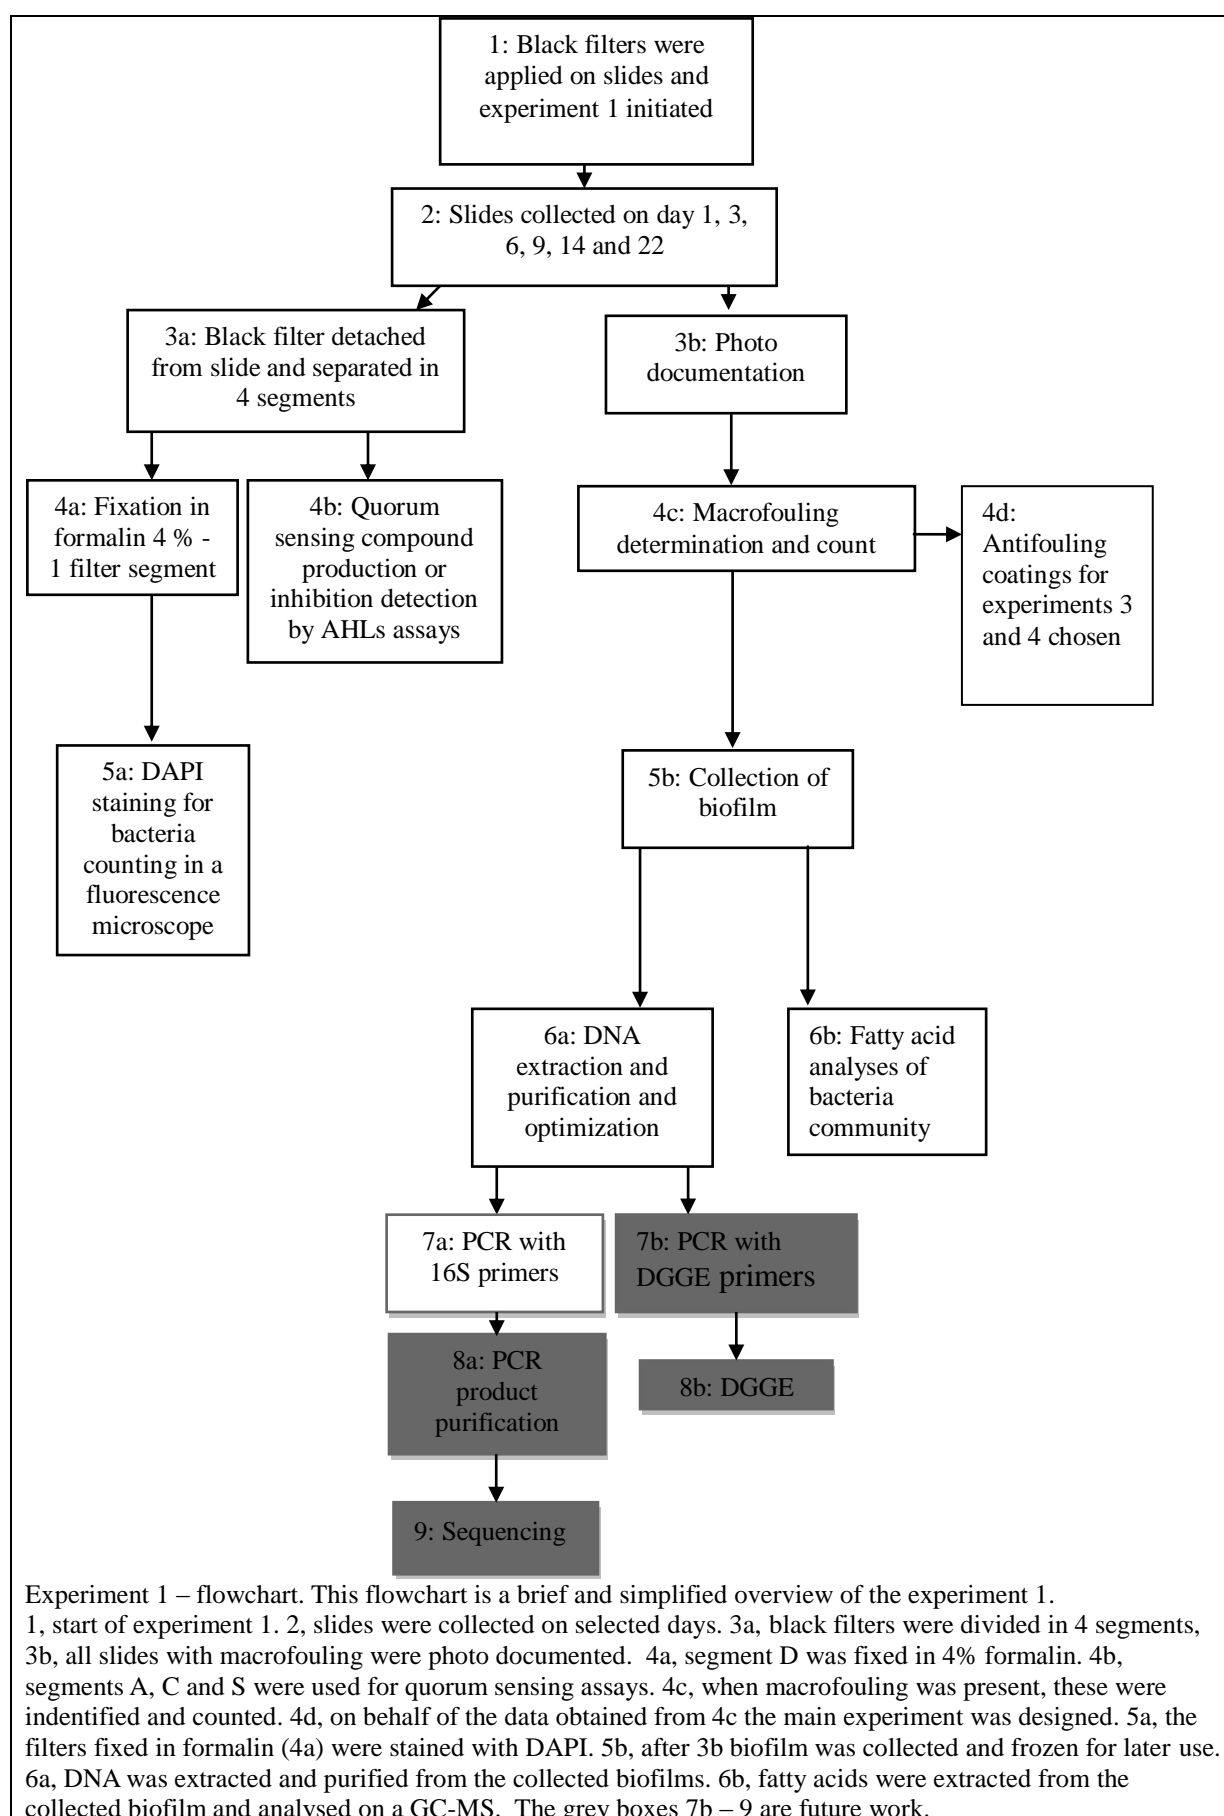 1: Black filters were
applied on slides and
experiment 1 initiated
2: Slides collected on day 1, 3,
6, 9, 14 and 22
3a: Black filter detached
from slide and separated in
4 segments
3b: Photo
documentation
4a: Fixation in
formalin 4 % -
1 filter segment
4b: Quorum
sensing compound
production or
inhibition detection
by AHLs assays
4c: Macrofouling
determination and count
4d:
Antifouling
coatings for
experiments 3
and 4 chosen
5a: DAPI
staining for
bacteria
counting in a
fluorescence
microscope
5b: Collection of
biofilm
6a: DNA
extraction and
purification and
optimization
6b: Fatty acid
analyses of
bacteria
community
7a: PCR with
16S primers
7b: PCR with
DGGE primers
8a: PCR
product
purification
8b: DGGE
9: Sequencing
Experiment 1 – flowchart. This flowchart is a brief and simplified overview of the experiment 1.
1, start of experiment 1. 2, slides were collected on selected days. 3a, black filters were divided in 4 segments,
3b, all slides with macrofouling were photo documented.  4a, segment D was fixed in 4% formalin. 4b,
segments A, C and S were used for quorum sensing assays. 4c, when macrofouling was present, these were
indentified and counted. 4d, on behalf of the data obtained from 4c the main experiment was designed. 5a, the
filters fixed in formalin (4a) were stained with DAPI. 5b, after 3b biofilm was collected and frozen for later use.
6a, DNA was extracted and purified from the collected biofilms. 6b, fatty acids were extracted from the
collected biofilm and analysed on a GC-MS.  The grey boxes 7b – 9 are future work.